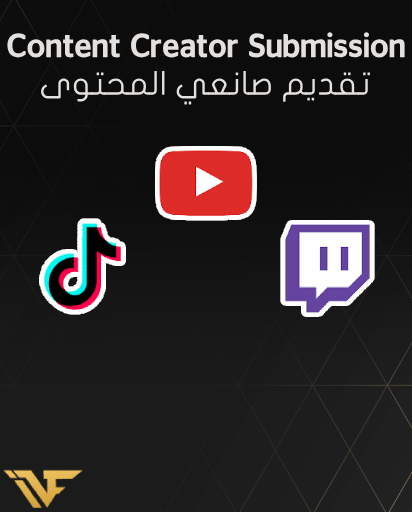 Content Creator Submission
تقديم صانعي المحتوى